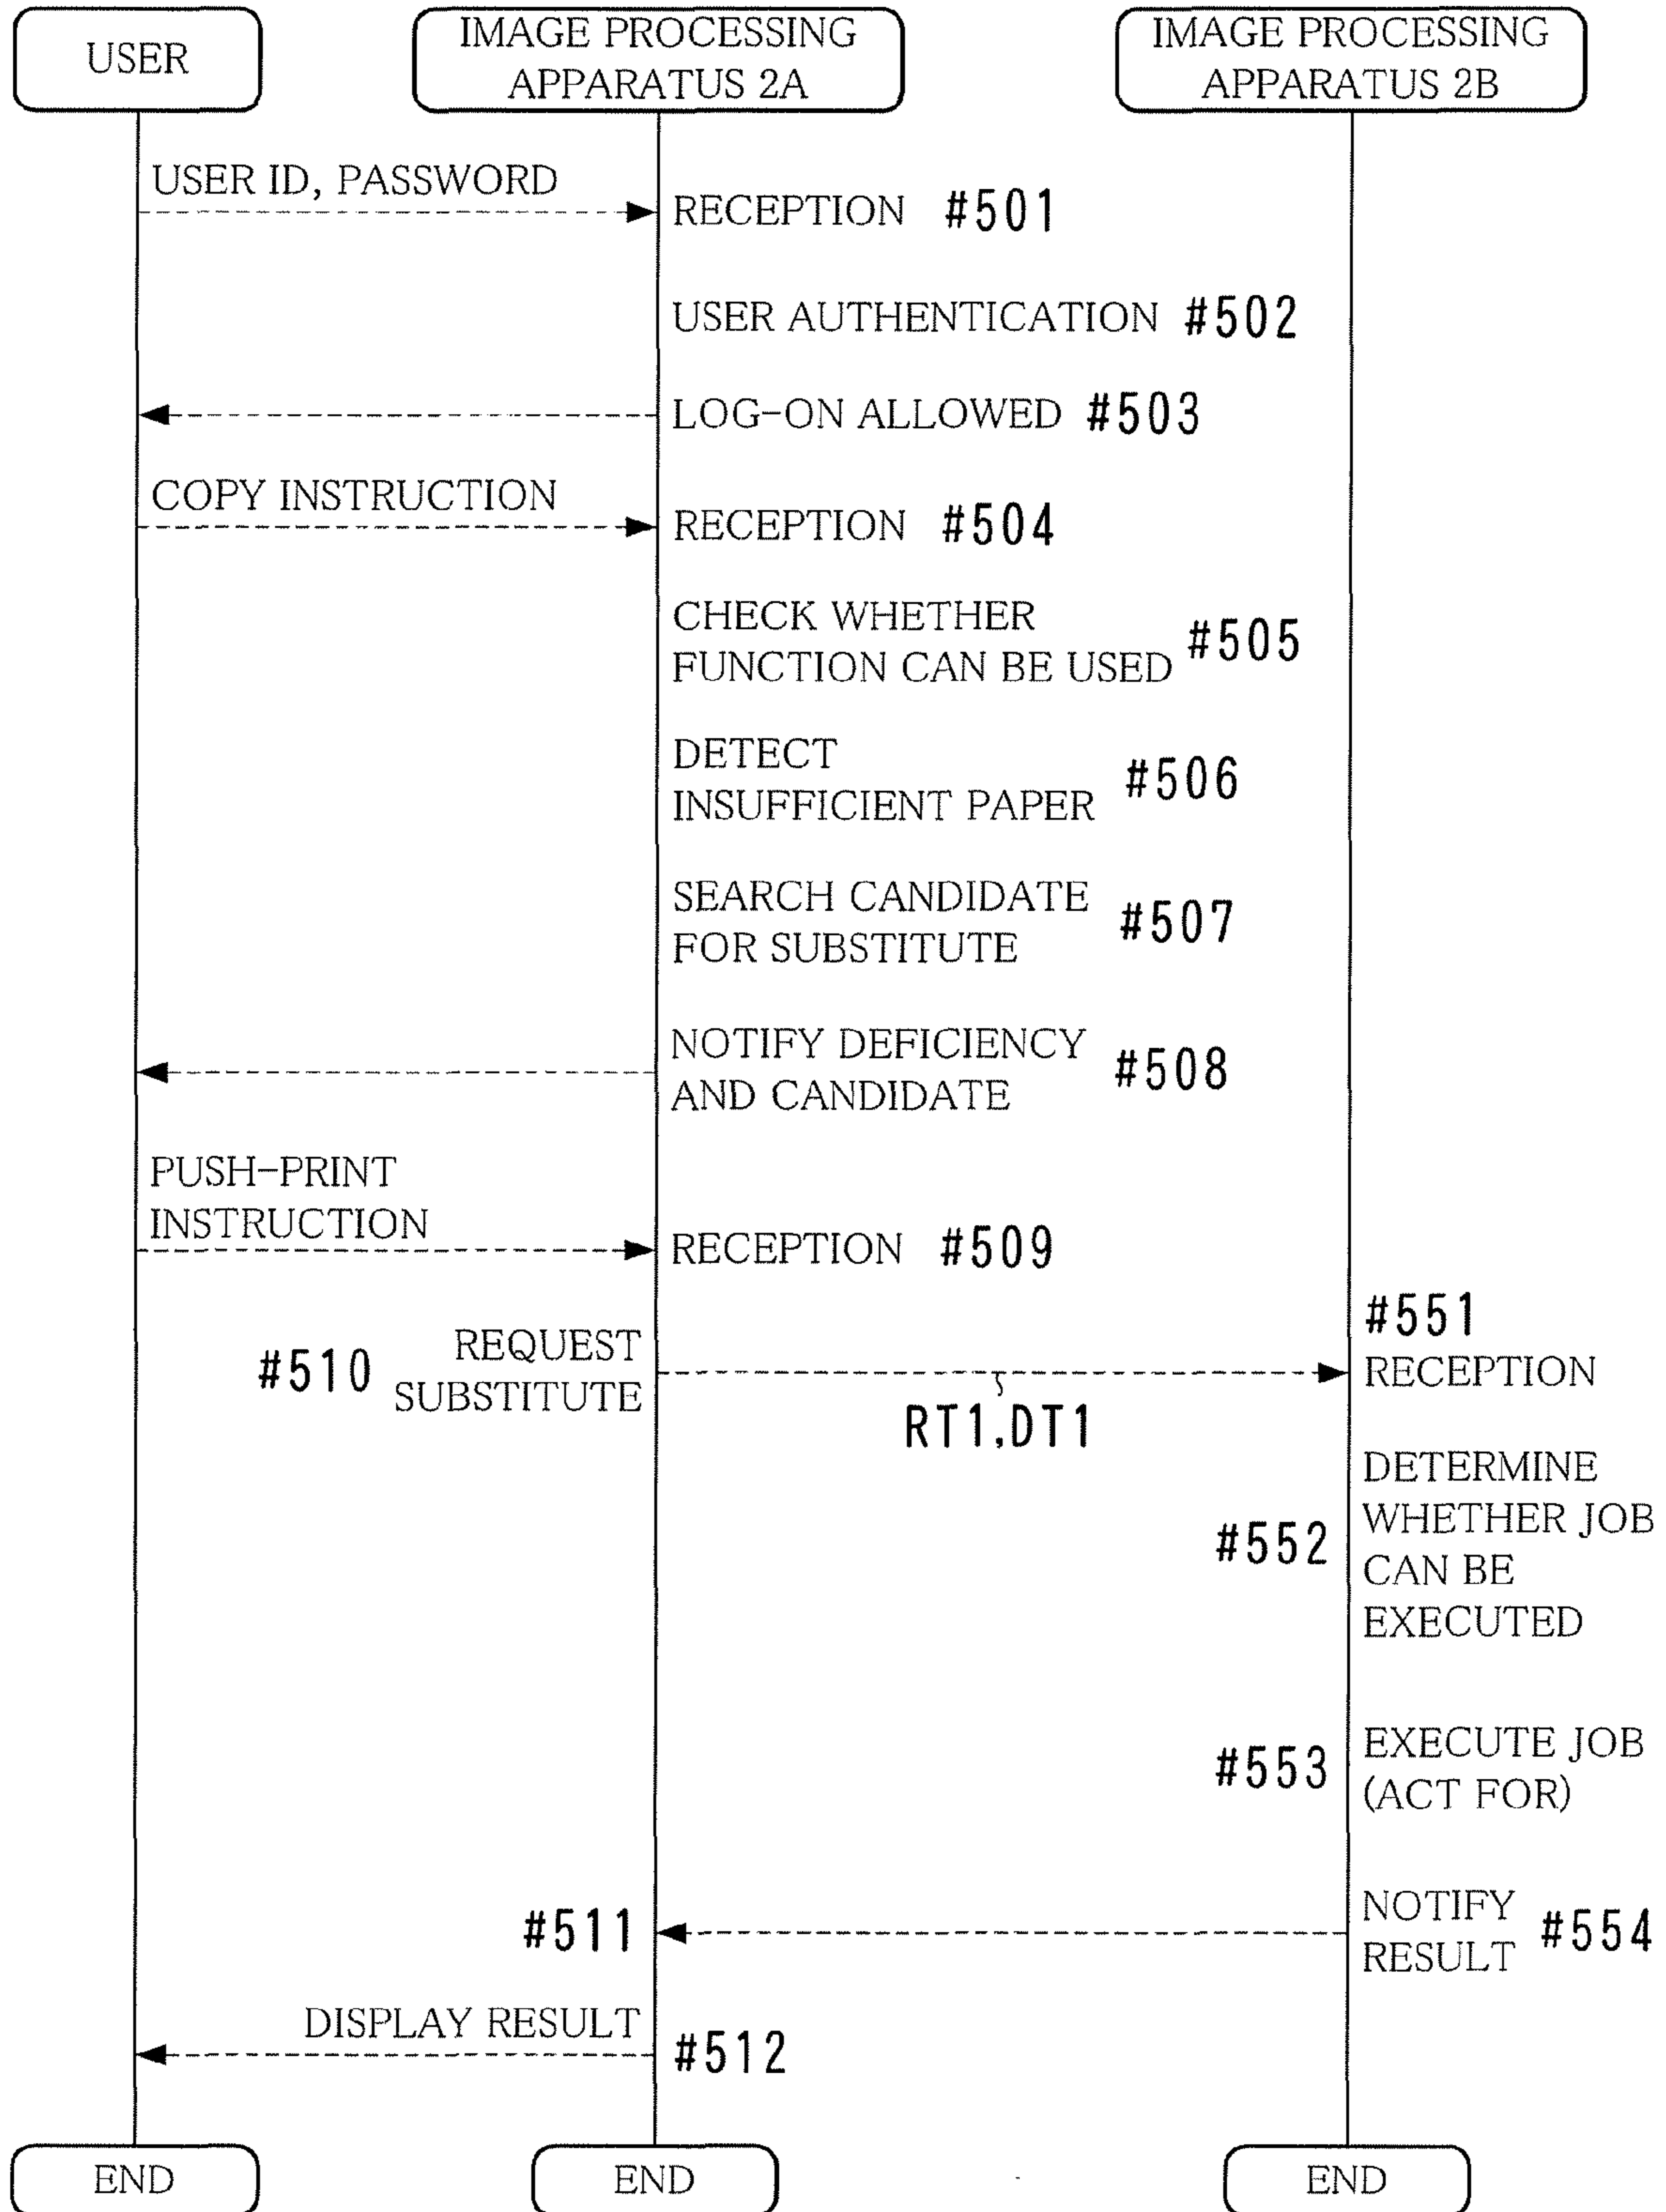 USER
IMAGE PROCESSING
APPARATUS 2A
IMAGE PROCESSING
APPARATUS 2B
USER ID, PASSWORD
RECEPTION #501
USER AUTHENTICATION #502
LOG-ON ALLOWED #503
COPY INSTRUCTION
RECEPTION #504
CHECK WHETHER
FUNCTION CAN BE USED #505
DETECT
INSUFFICIENT PAPER #506
SEARCH CANDIDATE
FOR SUBSTITUTE #507
NOTIFY DEFICIENCY
AND CANDIDATE #508
PUSH-PRINT
INSTRUCTION
RECEPTION #509
#510 REQUEST
SUBSTITUTE
RT1,DT1
#551
RECEPTION
#552
DETERMINE
WHETHER JOB
CAN BE
EXECUTED
#553
EXECUTE JOB
(ACT FOR)
NOTIFY
RESULT #554
#511
DISPLAY RESULT
#512
END
END
END